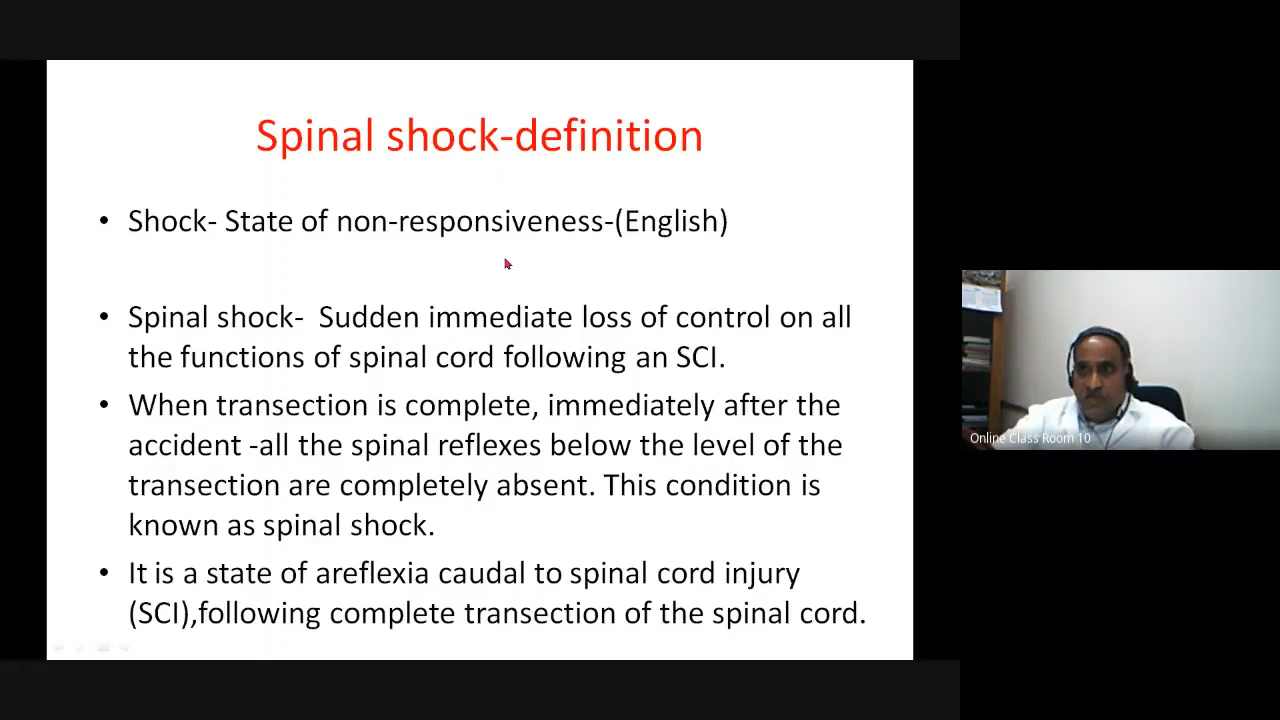 Spinal shock-definition
• Shock- State of non-responsiveness-(English)
• Spinal shock-  Sudden immediate loss of control on all
the functions of spinal cord following an SCI.
• When transection is complete, immediately after the
accident -all the spinal reflexes below the level of the
transection are completely absent. This condition is
known as spinal shock.
• It is a state of areflexia caudal to spinal cord injury
(SCI),following complete transection of the spinal cord.
Online Class Room 10